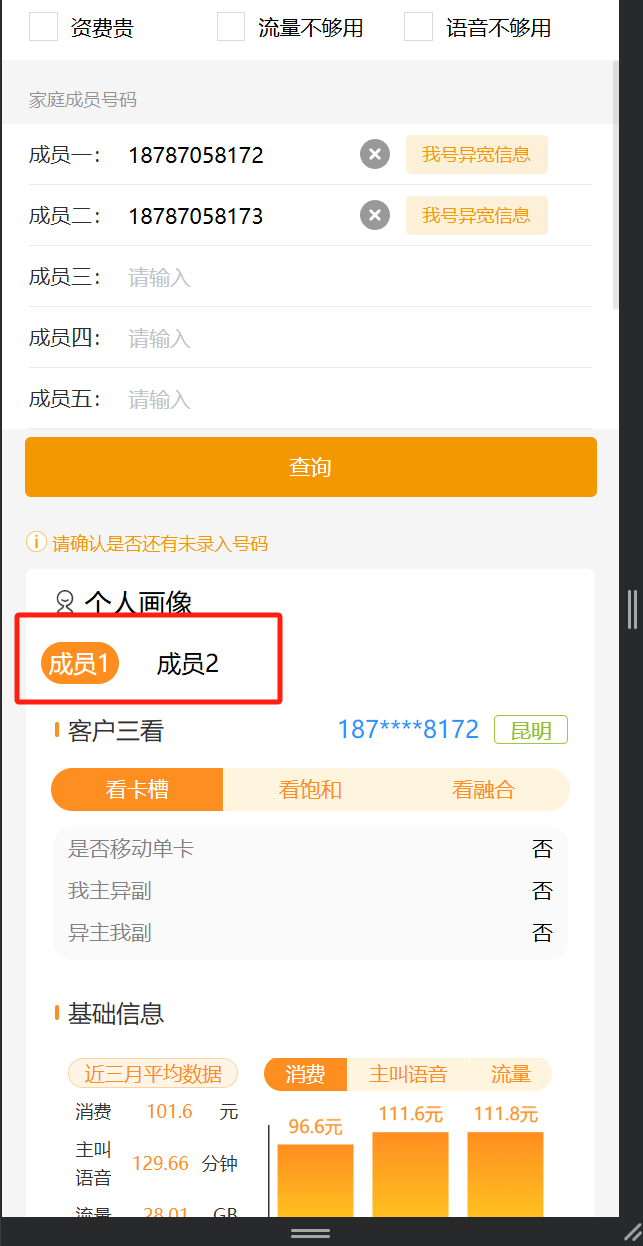 资费贵 流量不够用 语音不够用
家庭成员号码
成员一： 18787058172 我号异宽信息
成员二： 18787058173 我号异宽信息
成员三： 请输入
成员四： 请输入
成员五： 请输入
查询
请确认是否还有未录入号码
个人画像
成员1 成员2
客户三看 187****8172 昆明
看卡槽 看饱和 看融合
是否移动单卡 否
我主异副 否
异主我副 否
基础信息
近三月平均数据 消费 主叫语音 流量
消费 101.6 元
96.6元 111.6元 111.8元
主叫语音 129.66 分钟
流量 28.01 GB